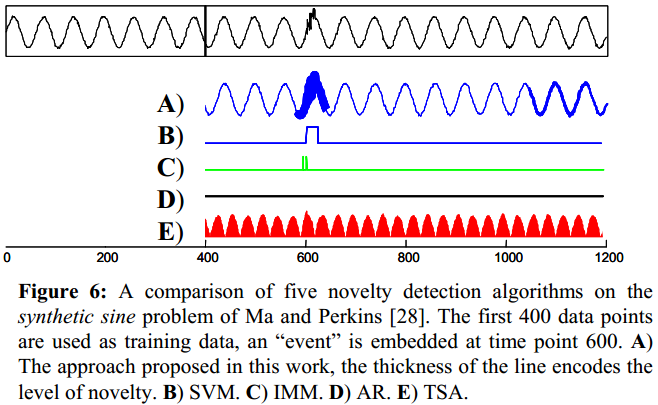 A)
B)
C)
D)
E)
0 200 400 600 800 1000 1200
Figure 6: A comparison of five novelty detection algorithms on the
synthetic sine problem of Ma and Perkins [28]. The first 400 data points
are used as training data, an “event” is embedded at time point 600. A)
The approach proposed in this work, the thickness of the line encodes the
level of novelty. B) SVM. C) IMM. D) AR. E) TSA.